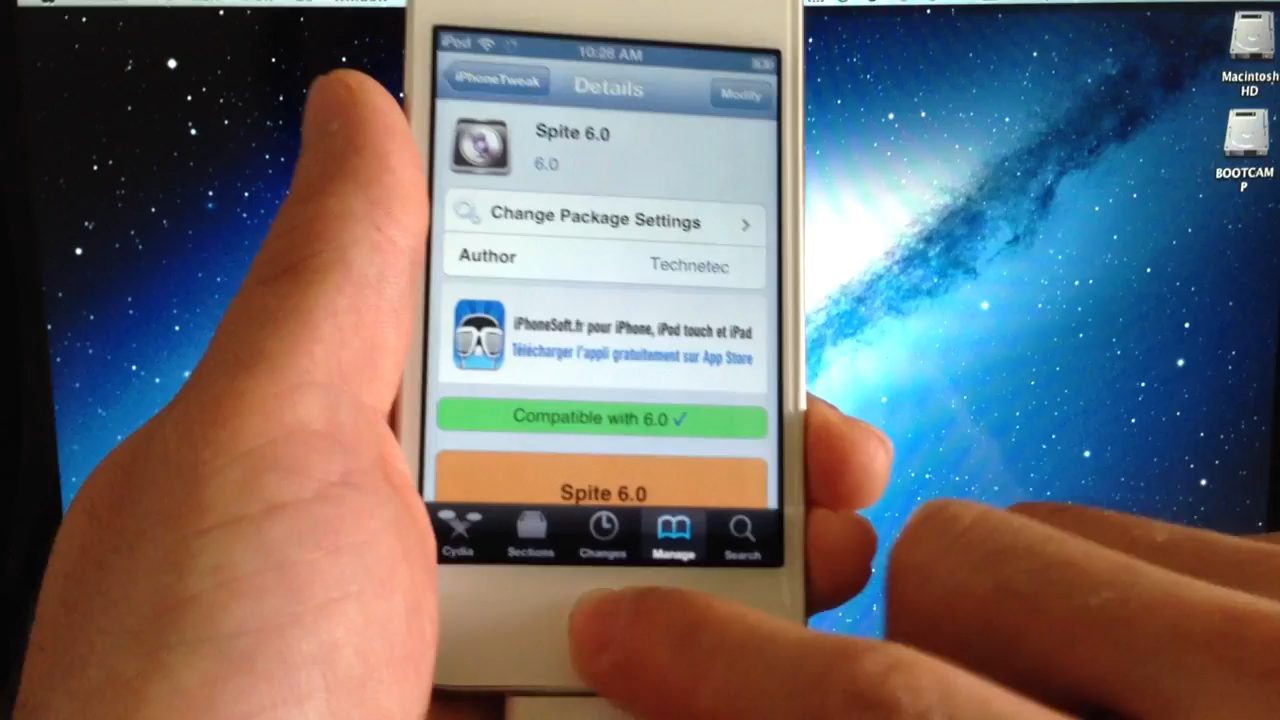 iPod
10:26 AM
iPhoneTweak
Details
Modify
Spite 6.0
6.0
Change Package Settings
Author
Technetec
iPhoneSoft.fr pour iPhone, iPod touch et iPad
Télécharger l'appli gratuitement sur App Store
Compatible with 6.0 ✓
Spite 6.0
Cydia
Sections
Changes
Manage
Search
Macintosh
HD
BOOTCAM
P